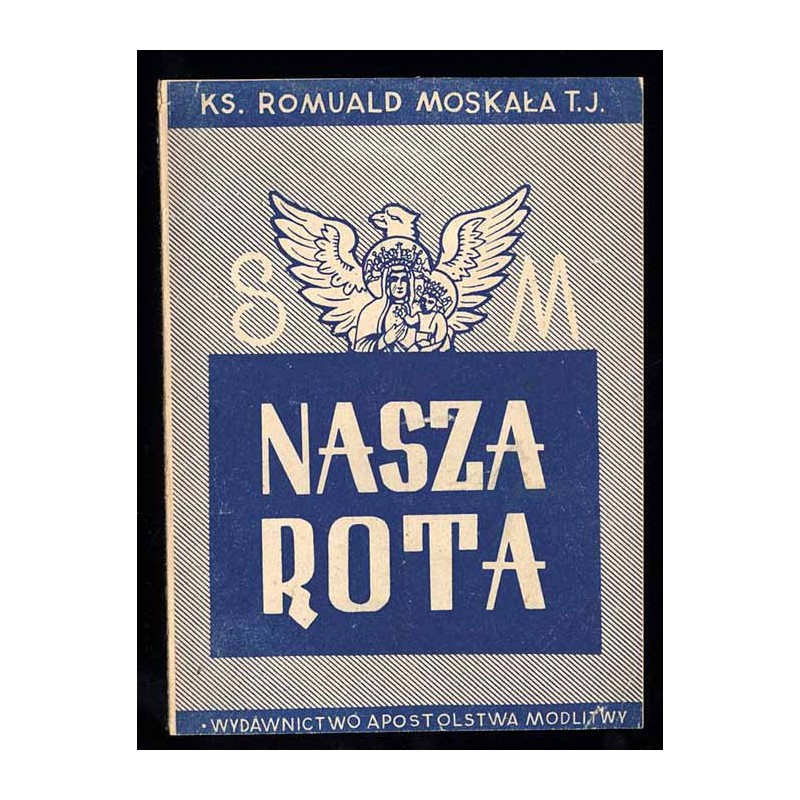 KS. ROMUALD MOSKAŁA T.J.
S M
NASZA
ROTA
• WYDAWNICTWO APOSTOLSTWA MODLITWY